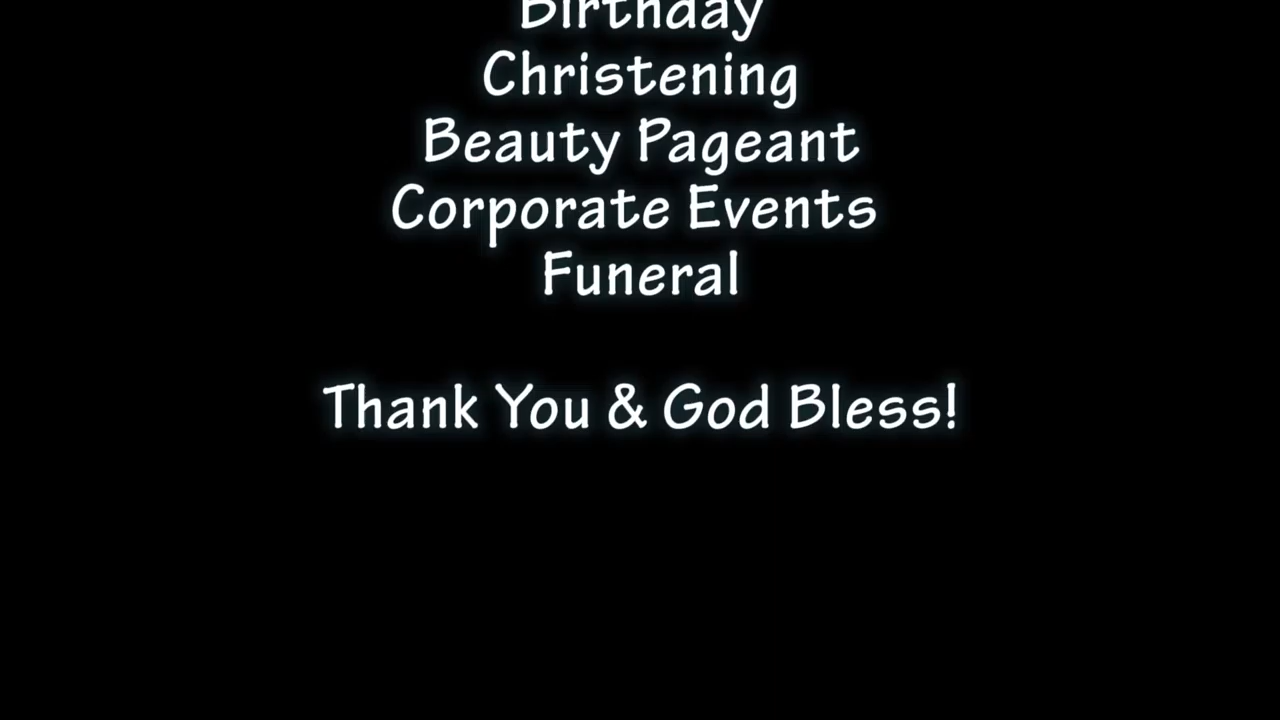 Birthday
Christening
Beauty Pageant
Corporate Events
Funeral
Thank You & God Bless!